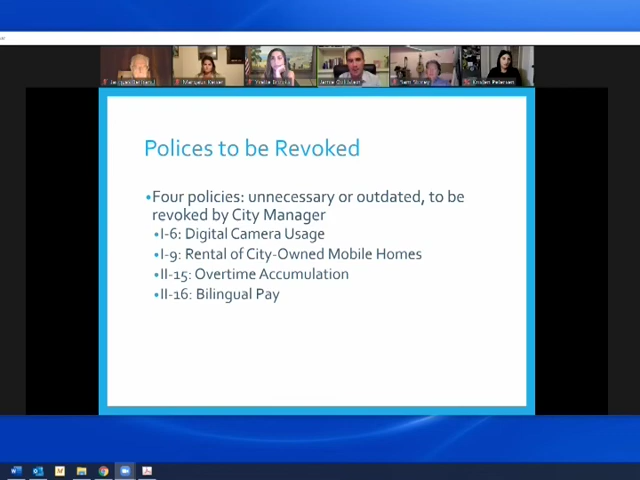 Polices to be Revoked
•Four policies: unnecessary or outdated, to be
revoked by City Manager
•I-6: Digital Camera Usage
•I-9: Rental of City-Owned Mobile Homes
•II-15: Overtime Accumulation
•II-16: Bilingual Pay